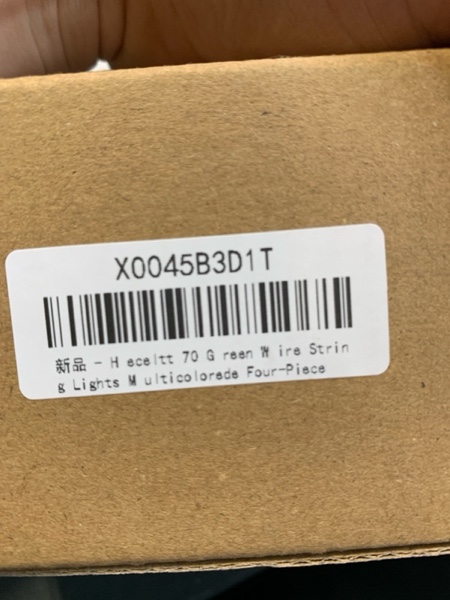 X0045B3D1T
新品 - H eceltt 70 G reen W ire Strin
g Lights M ulticolorede Four-Piece